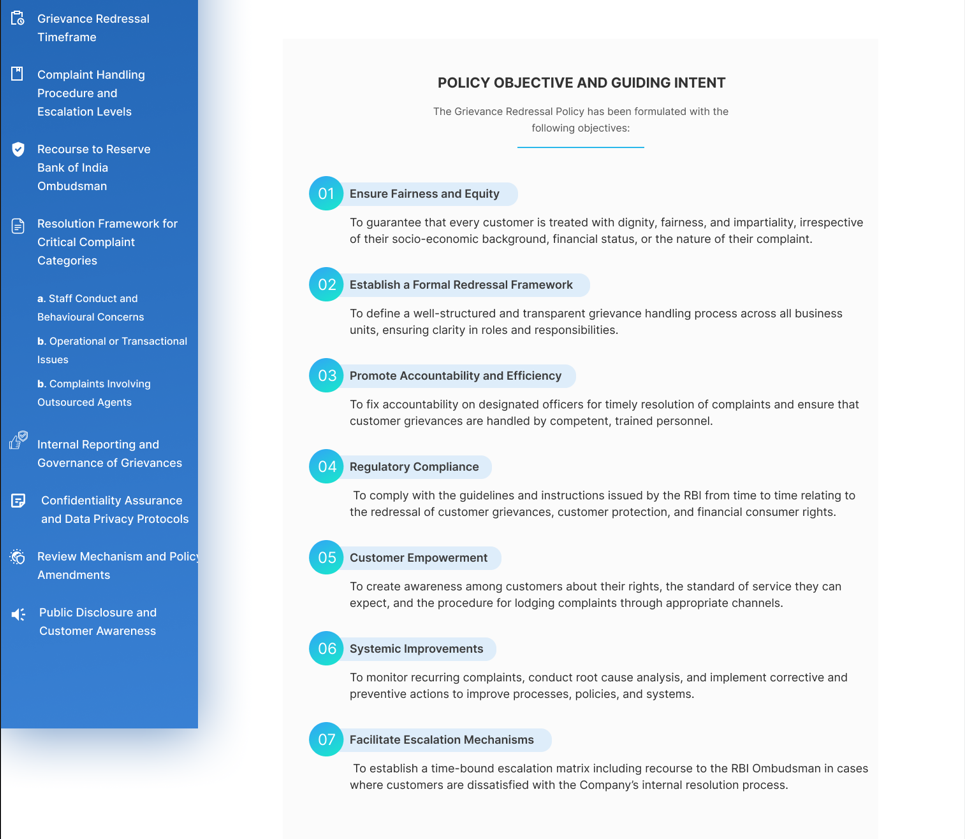 Grievance Redressal
Timeframe
Complaint Handling
Procedure and
Escalation Levels
Recourse to Reserve
Bank of India
Ombudsman
Resolution Framework for
Critical Complaint
Categories
a. Staff Conduct and
Behavioural Concerns
b. Operational or Transactional
Issues
b. Complaints Involving
Outsourced Agents
Internal Reporting and
Governance of Grievances
Confidentiality Assurance
and Data Privacy Protocols
Review Mechanism and Policy
Amendments
Public Disclosure and
Customer Awareness
POLICY OBJECTIVE AND GUIDING INTENT
The Grievance Redressal Policy has been formulated with the
following objectives:
01 Ensure Fairness and Equity
To guarantee that every customer is treated with dignity, fairness, and impartiality, irrespective
of their socio-economic background, financial status, or the nature of their complaint.
02 Establish a Formal Redressal Framework
To define a well-structured and transparent grievance handling process across all business
units, ensuring clarity in roles and responsibilities.
03 Promote Accountability and Efficiency
To fix accountability on designated officers for timely resolution of complaints and ensure that
customer grievances are handled by competent, trained personnel.
04 Regulatory Compliance
To comply with the guidelines and instructions issued by the RBI from time to time relating to
the redressal of customer grievances, customer protection, and financial consumer rights.
05 Customer Empowerment
To create awareness among customers about their rights, the standard of service they can
expect, and the procedure for lodging complaints through appropriate channels.
06 Systemic Improvements
To monitor recurring complaints, conduct root cause analysis, and implement corrective and
preventive actions to improve processes, policies, and systems.
07 Facilitate Escalation Mechanisms
To establish a time-bound escalation matrix including recourse to the RBI Ombudsman in cases
where customers are dissatisfied with the Company’s internal resolution process.